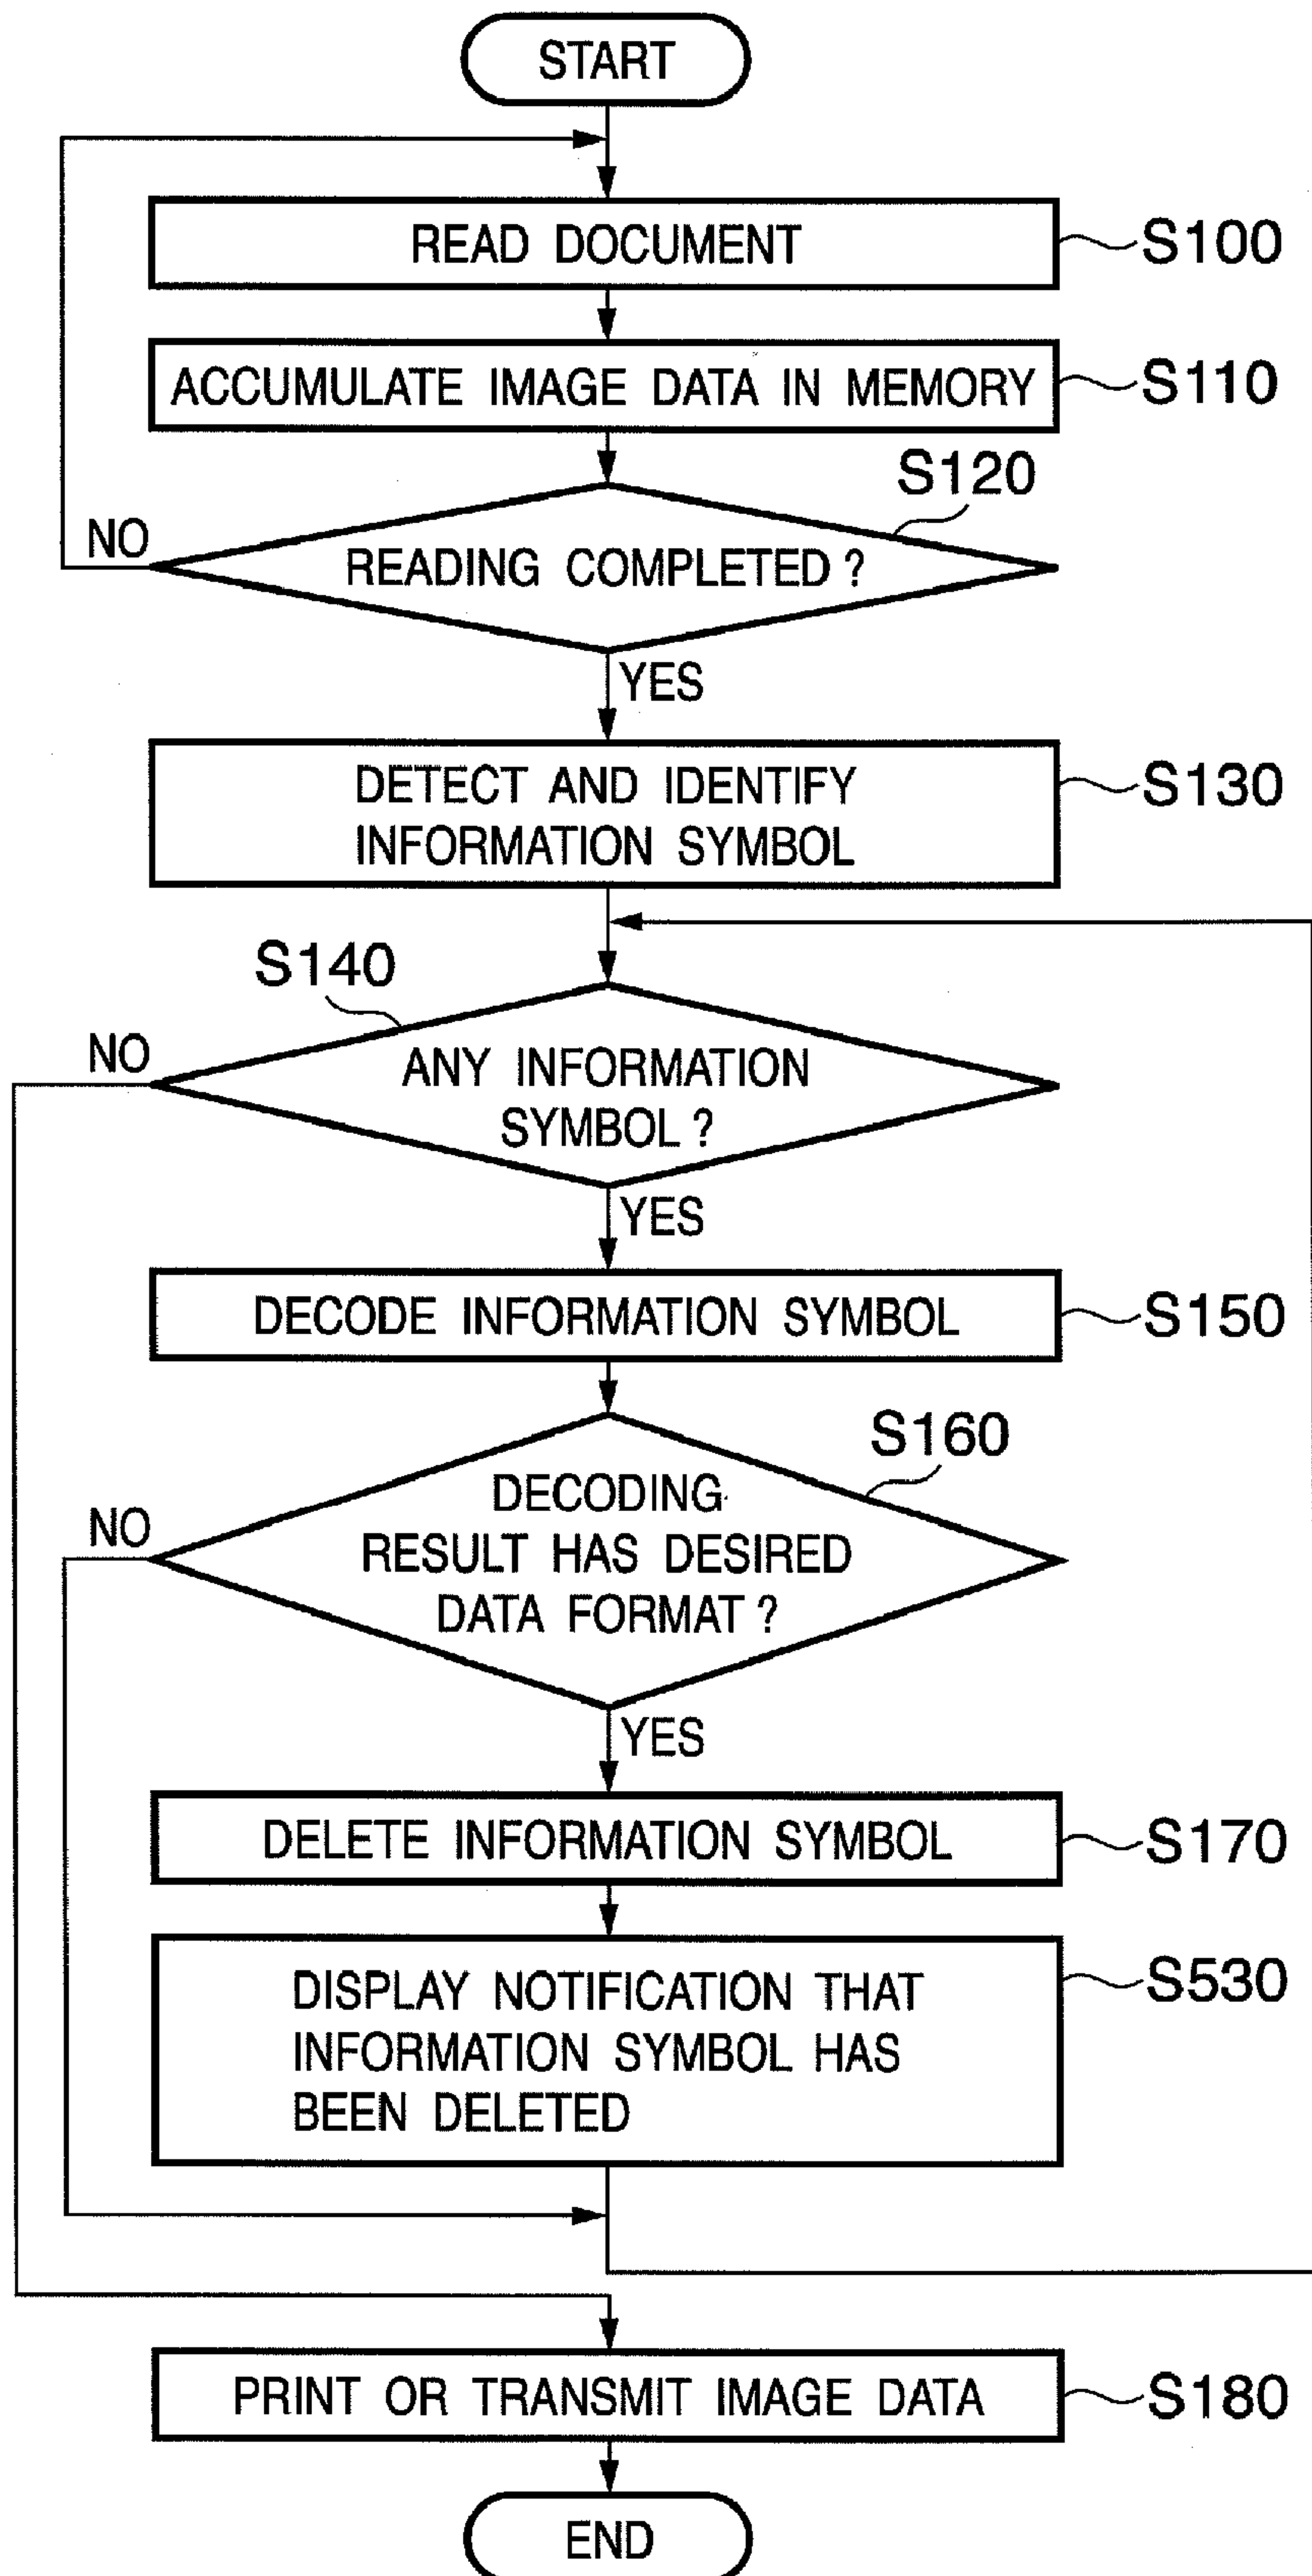 START
READ DOCUMENT
S100
ACCUMULATE IMAGE DATA IN MEMORY
S110
S120
NO
READING COMPLETED ?
YES
DETECT AND IDENTIFY
INFORMATION SYMBOL
S130
S140
NO
ANY INFORMATION
SYMBOL ?
YES
DECODE INFORMATION SYMBOL
S150
S160
NO
DECODING
RESULT HAS DESIRED
DATA FORMAT ?
YES
DELETE INFORMATION SYMBOL
S170
DISPLAY NOTIFICATION THAT
INFORMATION SYMBOL HAS
BEEN DELETED
S530
PRINT OR TRANSMIT IMAGE DATA
S180
END